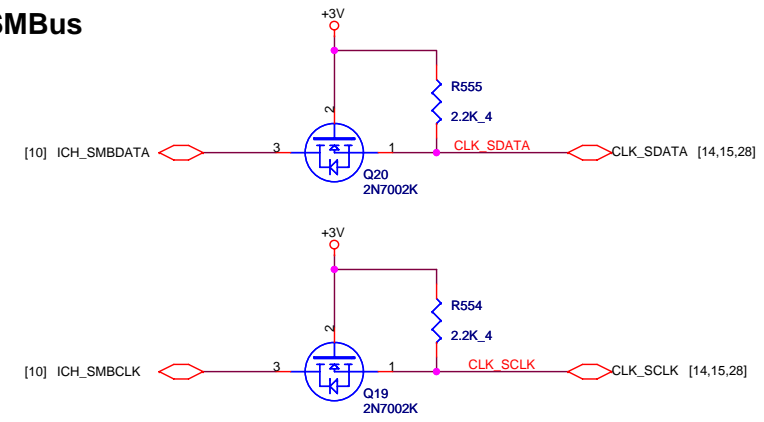 SMBus
+3V
R555
2.2K_4
2
[10] ICH_SMBDATA 3 1 CLK_SDATA CLK_SDATA [14,15,28]
Q20
2N7002K
+3V
R554
2.2K_4
2
[10] ICH_SMBCLK 3 1 CLK_SCLK CLK_SCLK [14,15,28]
Q19
2N7002K